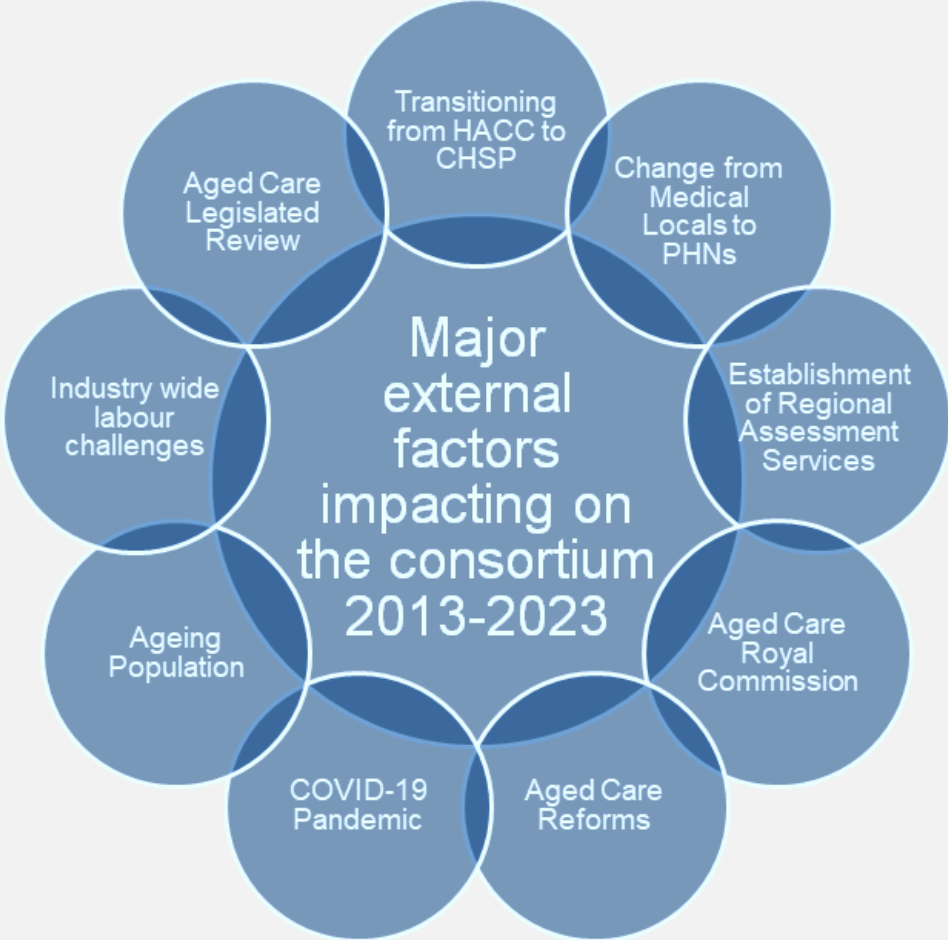 Transitioning
from HACC to
CHSP
Change from
Medical
Locals to
PHNs
Establishment
of Regional
Assessment
Services
Aged Care
Royal
Commission
Aged Care
Reforms
COVID-19
Pandemic
Ageing
Population
Industry wide
labour
challenges
Aged Care
Legislated
Review
Major
external
factors
impacting on
the consortium
2013-2023